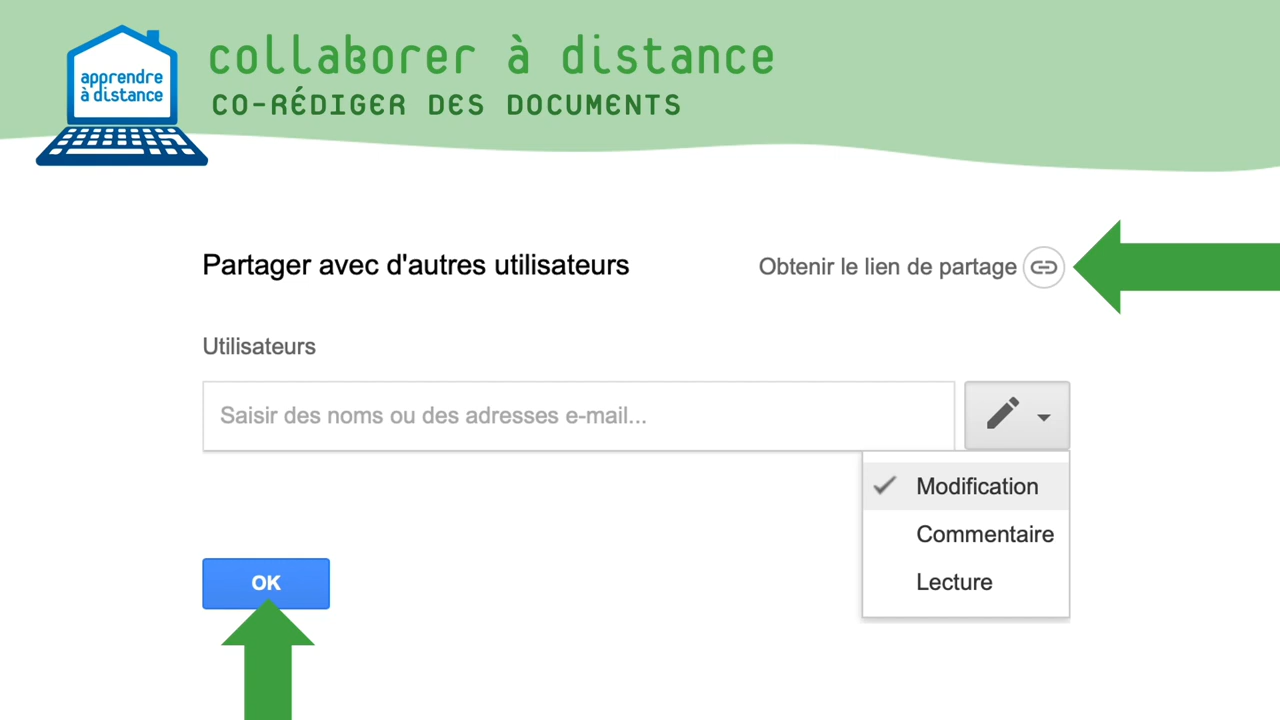 apprendre
à distance
collaborer à distance
CO-RÉDIGER DES DOCUMENTS
Partager avec d'autres utilisateurs
Obtenir le lien de partage
Utilisateurs
Saisir des noms ou des adresses e-mail...
Modification
Commentaire
Lecture
OK